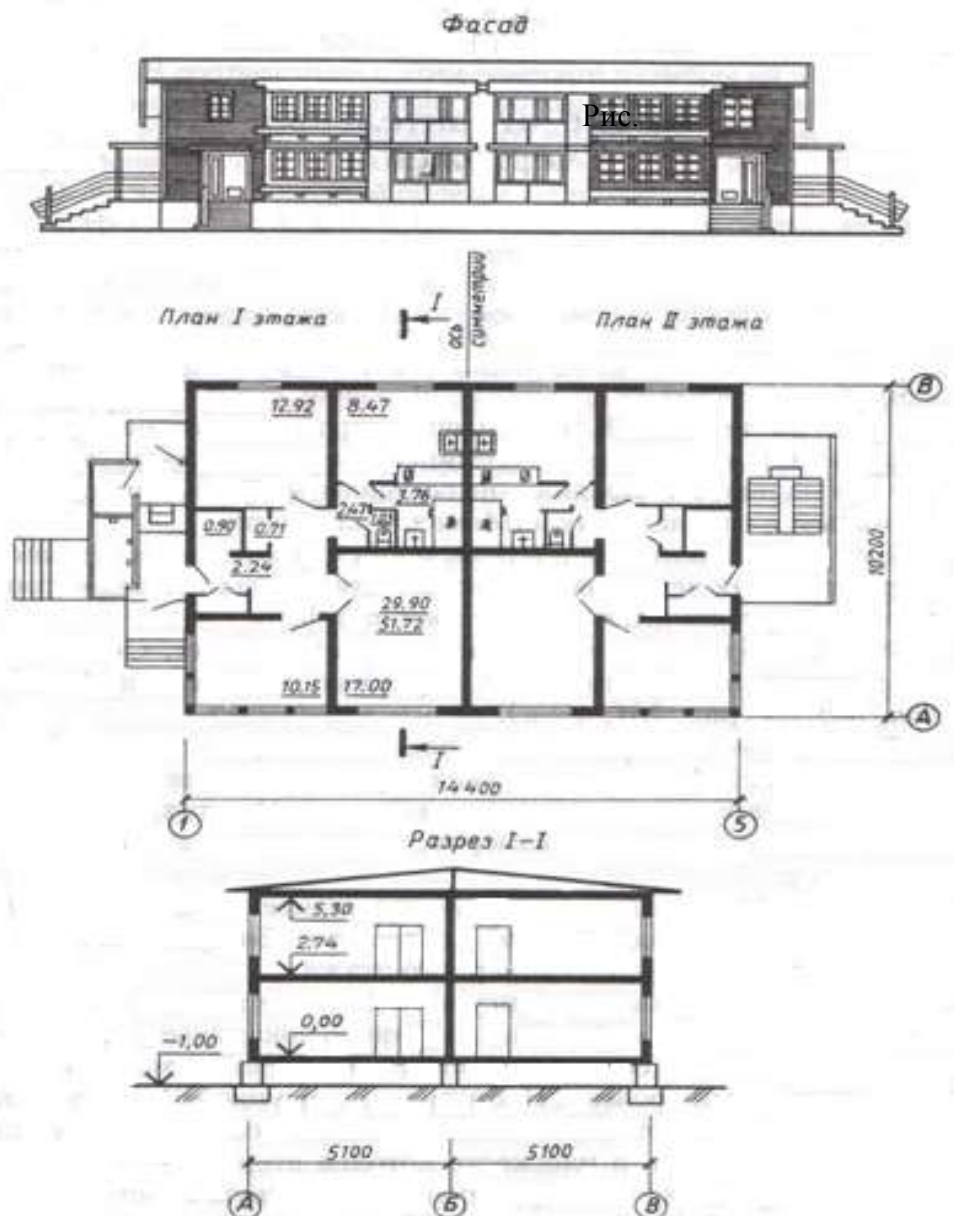 Фасад
Рис.
План I этажа
I
ось симметрии
План II этажа
12.92
8.47
В
3.76
2.47
0.90
0.71
2.24
10200
29.90
51.72
10.15
17.00
А
I
14400
1
5
Разрез I-I
5,30
2.74
0,00
-1,00
5100
5100
А
Б
В